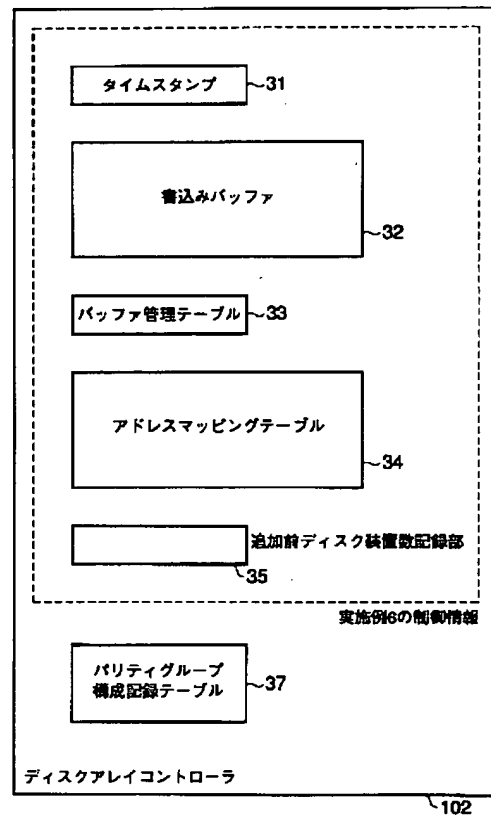 タイムスタンプ
31
書込みバッファ
32
バッファ管理テーブル
33
アドレスマッピングテーブル
34
追加前ディスク装置数記録部
35
実施例6の制御情報
パリティグループ
構成記録テーブル
37
ディスクアレイコントローラ
102